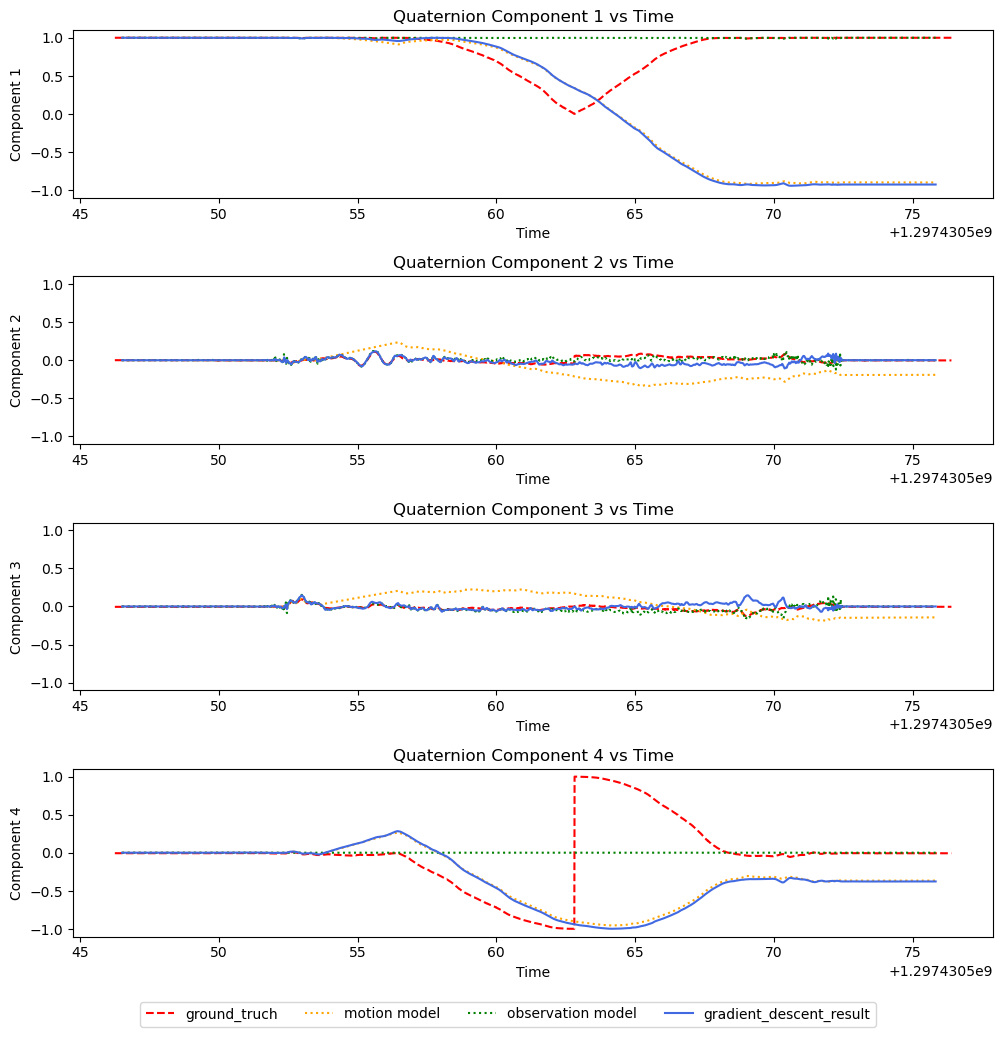 Quaternion Component 1 vs Time
1.0
0.5
0.0
−0.5
−1.0
Component 1
45 50 55 60 65 70 75
Time
+1.2974305e9
Quaternion Component 2 vs Time
1.0
0.5
0.0
−0.5
−1.0
Component 2
45 50 55 60 65 70 75
Time
+1.2974305e9
Quaternion Component 3 vs Time
1.0
0.5
0.0
−0.5
−1.0
Component 3
45 50 55 60 65 70 75
Time
+1.2974305e9
Quaternion Component 4 vs Time
1.0
0.5
0.0
−0.5
−1.0
Component 4
45 50 55 60 65 70 75
Time
+1.2974305e9
ground_truch motion model observation model gradient_descent_result